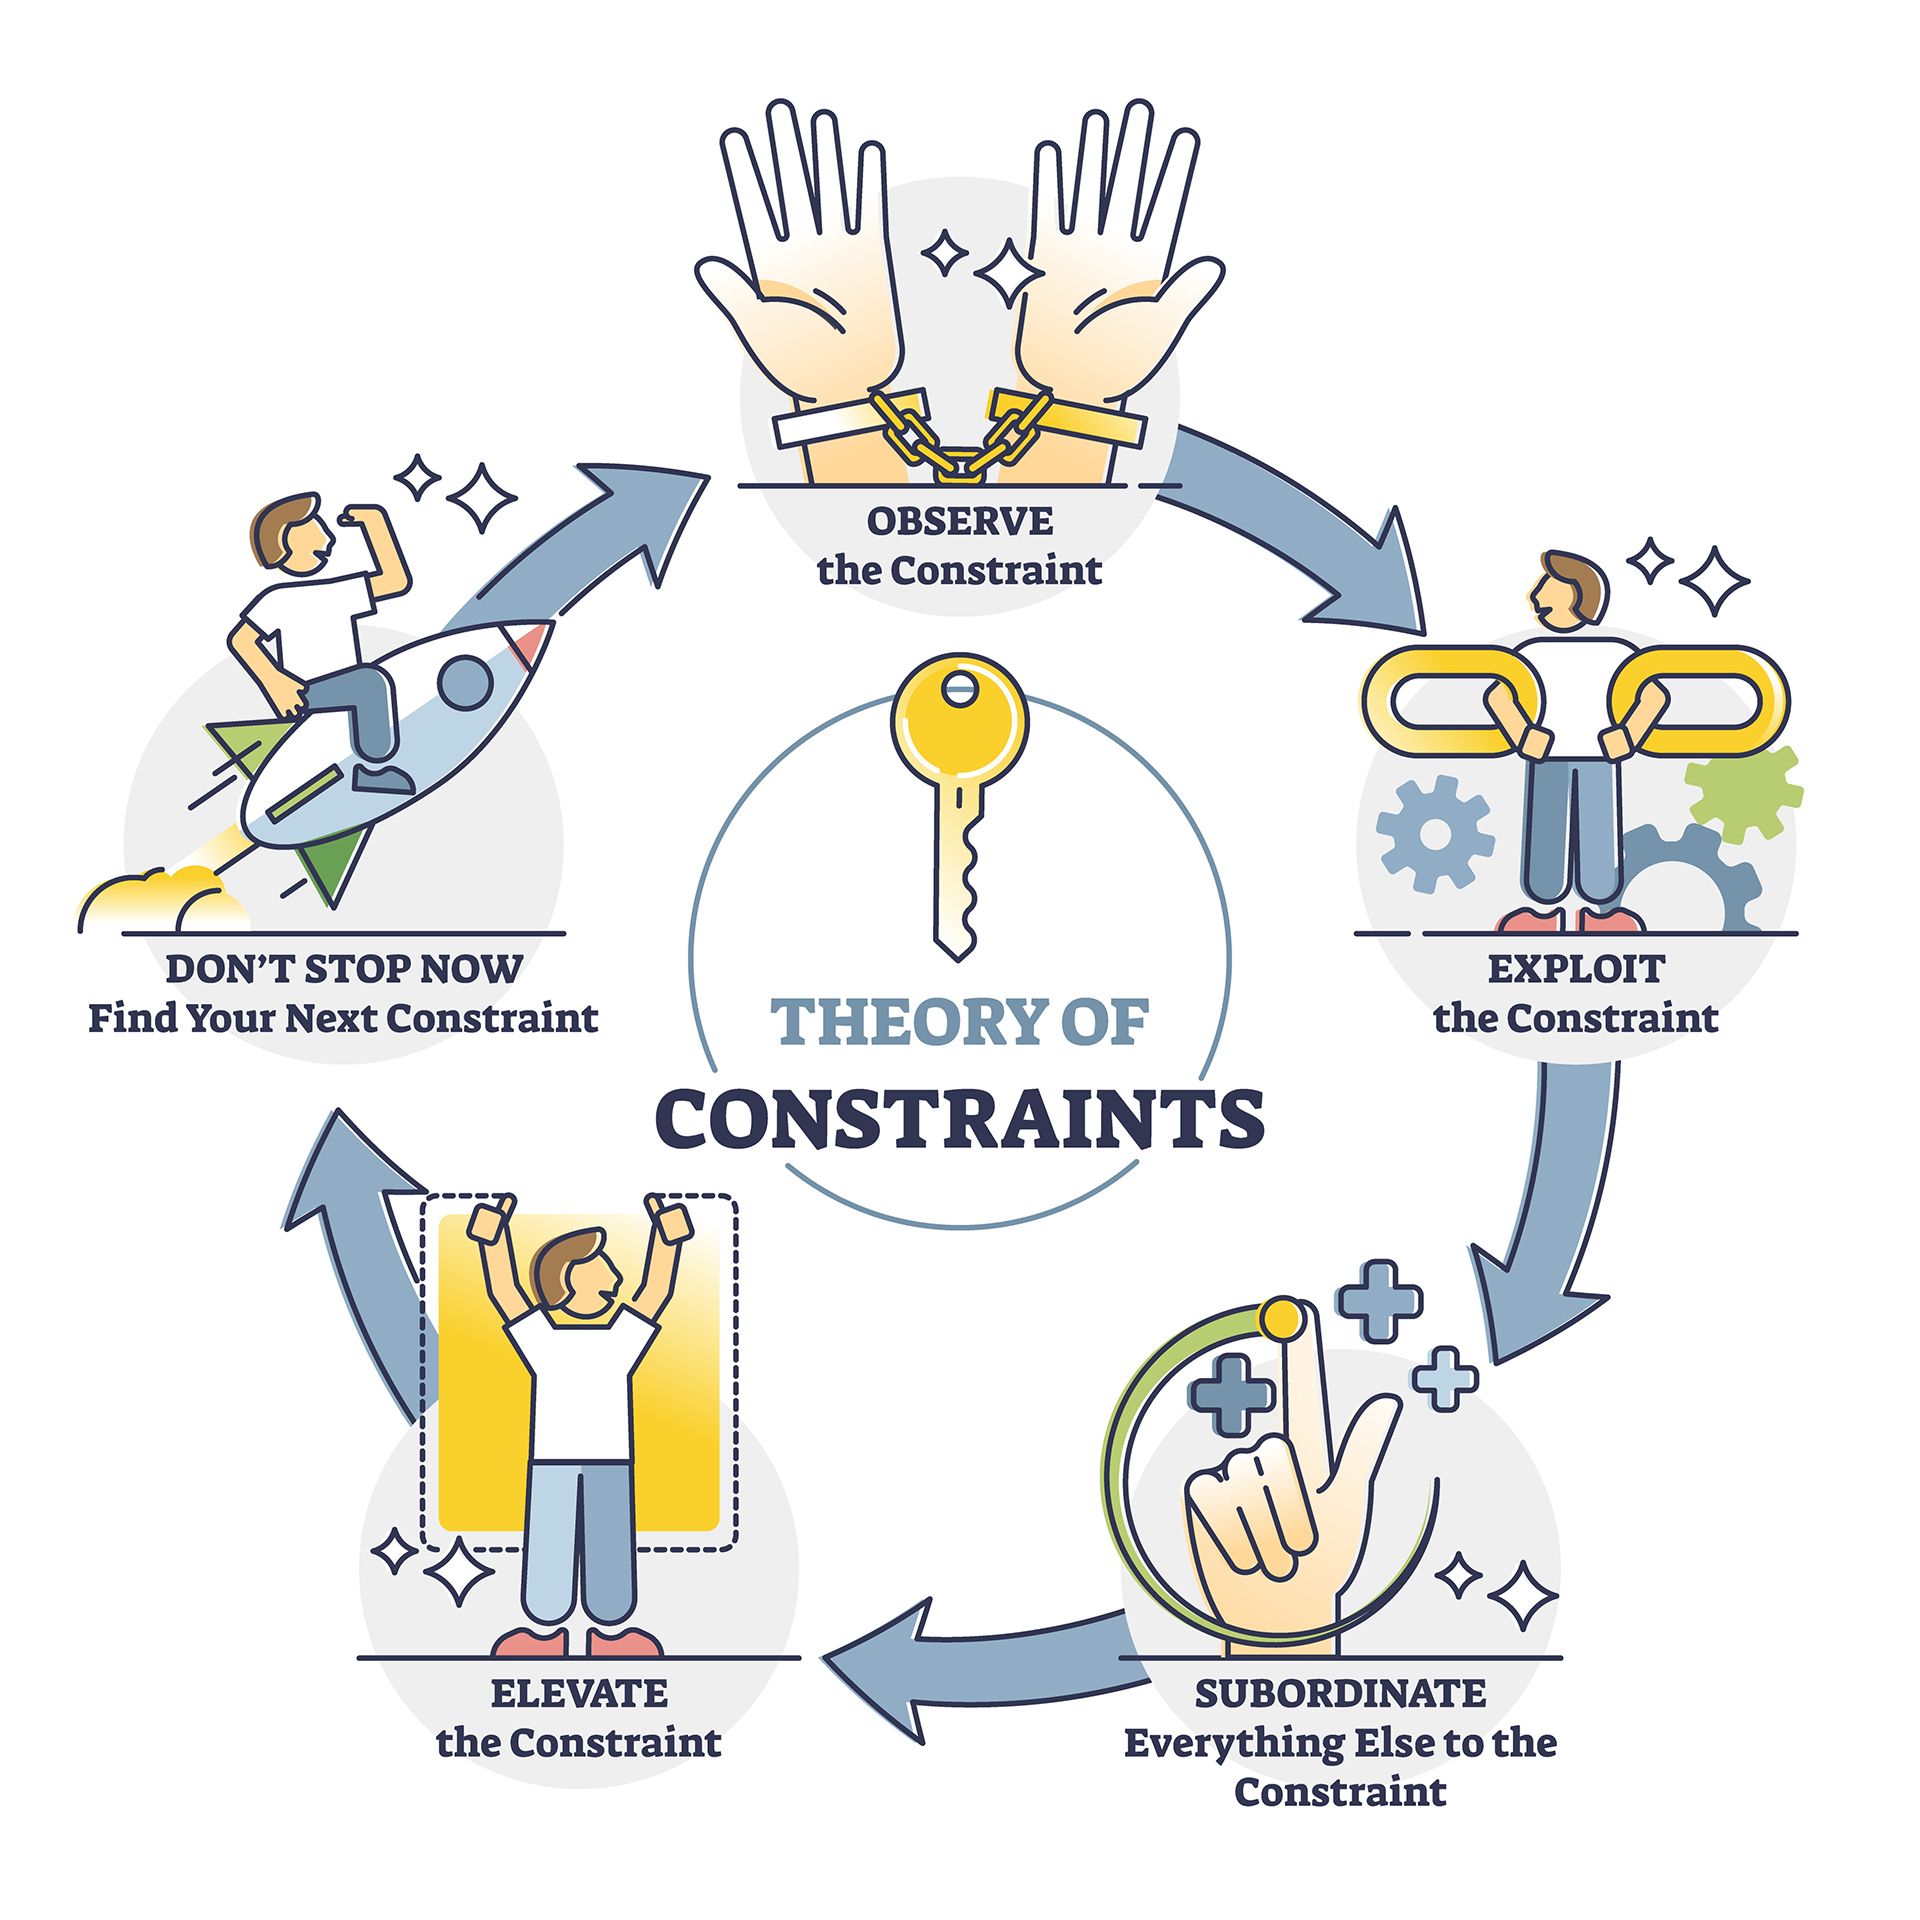 OBSERVE
the Constraint
EXPLOIT
the Constraint
SUBORDINATE
Everything Else to the
Constraint
ELEVATE
the Constraint
DON’T STOP NOW
Find Your Next Constraint
THEORY OF
CONSTRAINTS